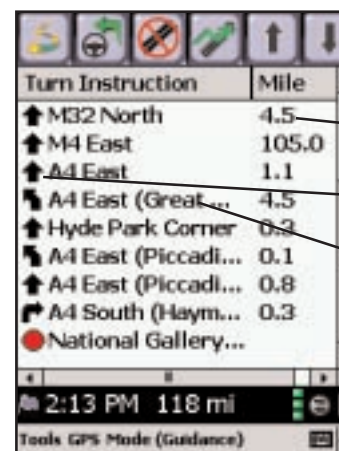 Turn Instruction Mile
M32 North 4.5
M4 East 105.0
A4 East 1.1
A4 East (Great ... 4.5
Hyde Park Corner 0.3
A4 East (Piccadi... 0.1
A4 East (Piccadi... 0.8
A4 South (Haym... 0.3
National Gallery...
2:13 PM 118 mi
Tools GPS Mode (Guidance)